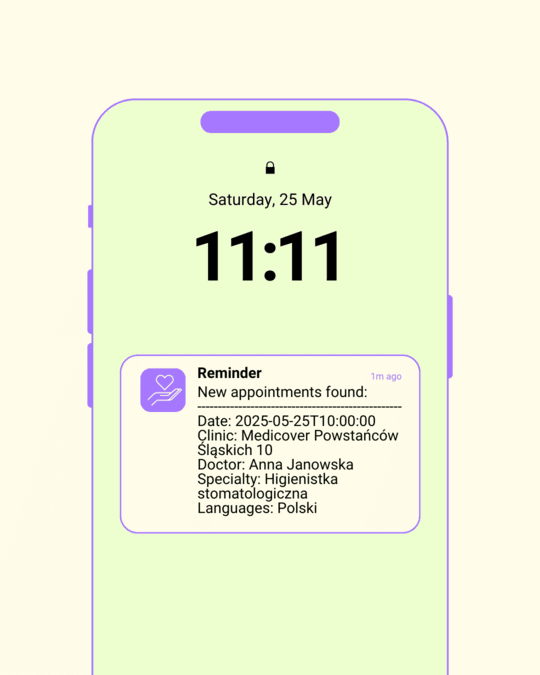 Saturday, 25 May
11:11
Reminder
1m ago
New appointments found:
--------------------------------------------------
Date: 2025-05-25T10:00:00
Clinic: Medicover Powstańców
Śląskich 10
Doctor: Anna Janowska
Specialty: Higienistka
stomatologiczna
Languages: Polski